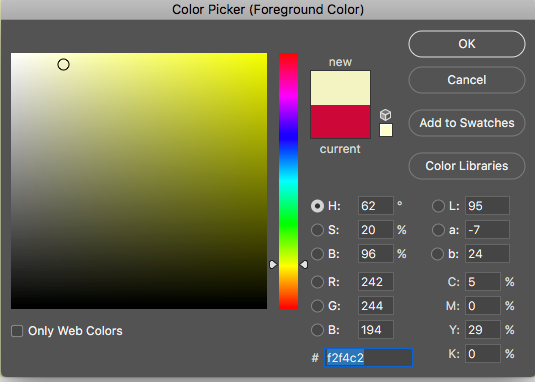 Color Picker (Foreground Color)
new
current
OK
Cancel
Add to Swatches
Color Libraries
H: 62 °
S: 20 %
B: 96 %
R: 242
G: 244
B: 194
# f2f4c2
L: 95
a: -7
b: 24
C: 5 %
M: 0 %
Y: 29 %
K: 0 %
Only Web Colors